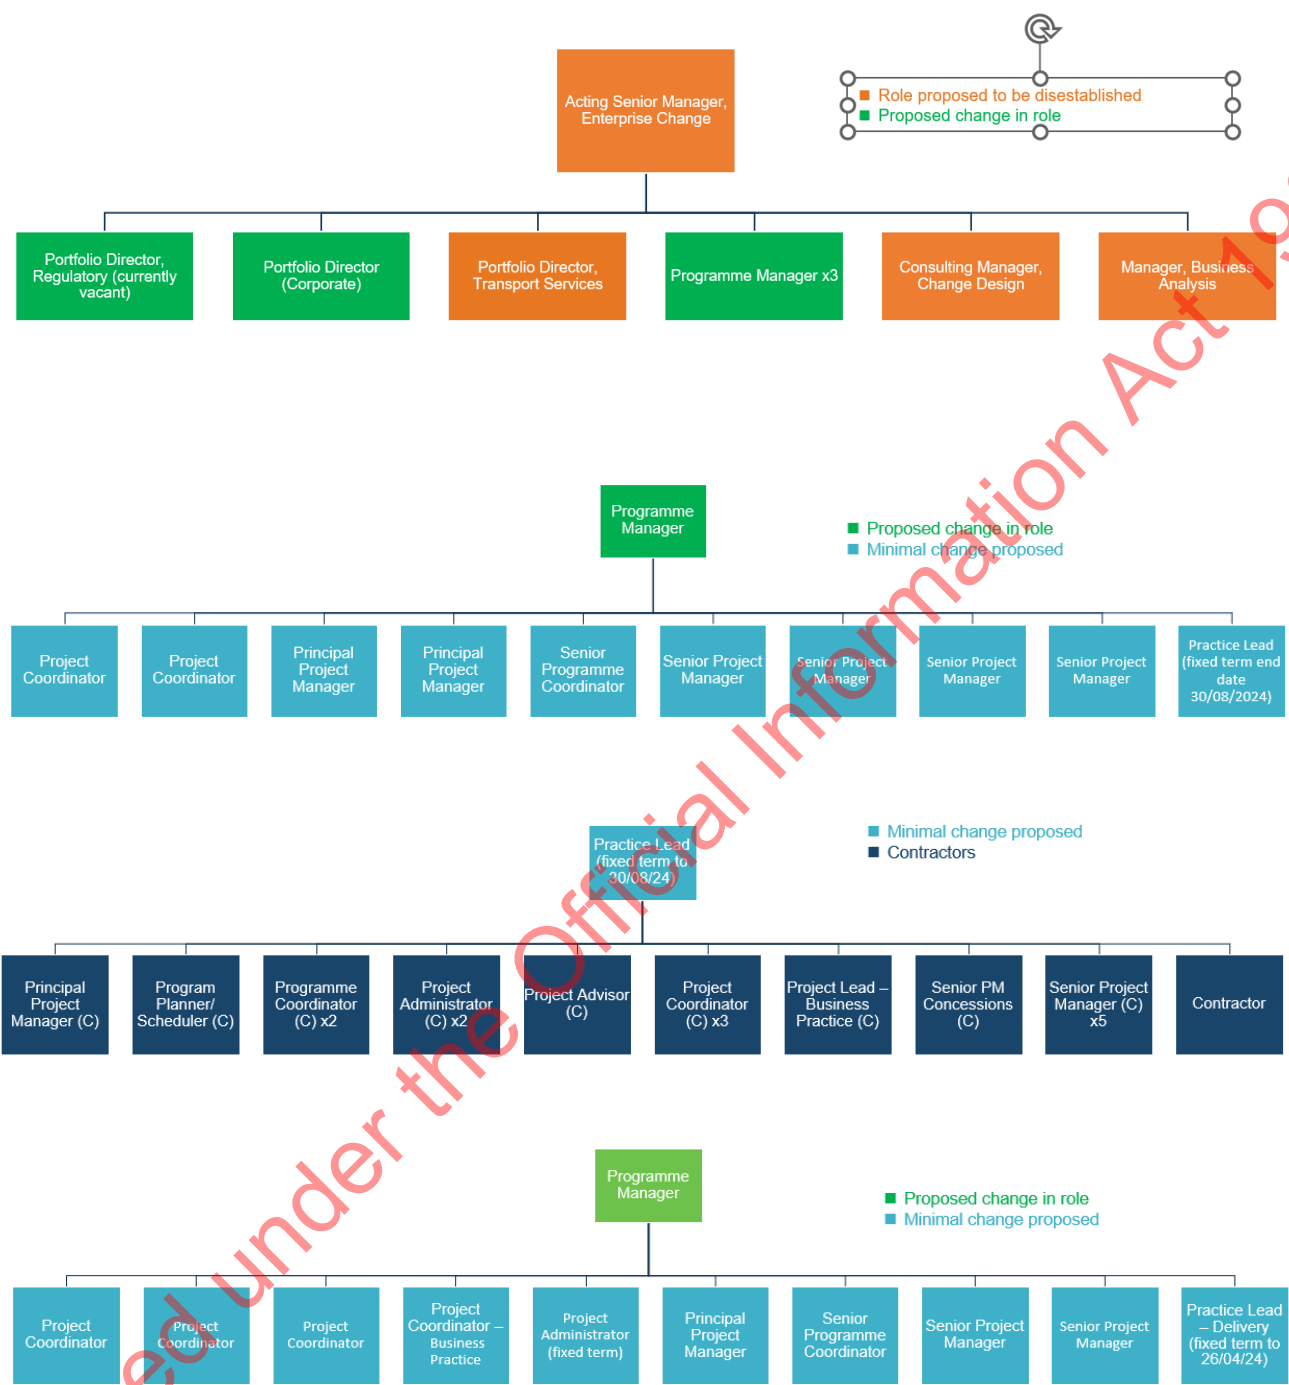 Acting Senior Manager,
Enterprise Change
Role proposed to be disestablished
Proposed change in role
Portfolio Director,
Regulatory (currently
vacant)
Portfolio Director
(Corporate)
Portfolio Director,
Transport Services
Programme Manager x3
Consulting Manager,
Change Design
Manager, Business
Analysis
Programme
Manager
Proposed change in role
Minimal change proposed
Project
Coordinator
Project
Coordinator
Principal
Project
Manager
Principal
Project
Manager
Senior
Programme
Coordinator
Senior Project
Manager
Senior Project
Manager
Senior Project
Manager
Senior Project
Manager
Practice Lead
(fixed term end
date
30/08/2024)
Practice Lead
(fixed term to
30/08/24)
Minimal change proposed
Contractors
Principal
Project
Manager (C)
Program
Planner/
Scheduler (C)
Programme
Coordinator
(C) x2
Project
Administrator
(C) x2
Project Advisor
(C)
Project
Coordinator
(C) x3
Project Lead –
Business
Practice (C)
Senior PM
Concessions
(C)
Senior Project
Manager (C)
x5
Contractor
Programme
Manager
Proposed change in role
Minimal change proposed
Project
Coordinator
Project
Coordinator
Project
Coordinator
Project
Coordinator –
Business
Practice
Project
Administrator
(fixed term)
Principal
Project
Manager
Senior
Programme
Coordinator
Senior Project
Manager
Senior Project
Manager
Practice Lead
– Delivery
(fixed term to
26/04/24)
under the Official Information Act